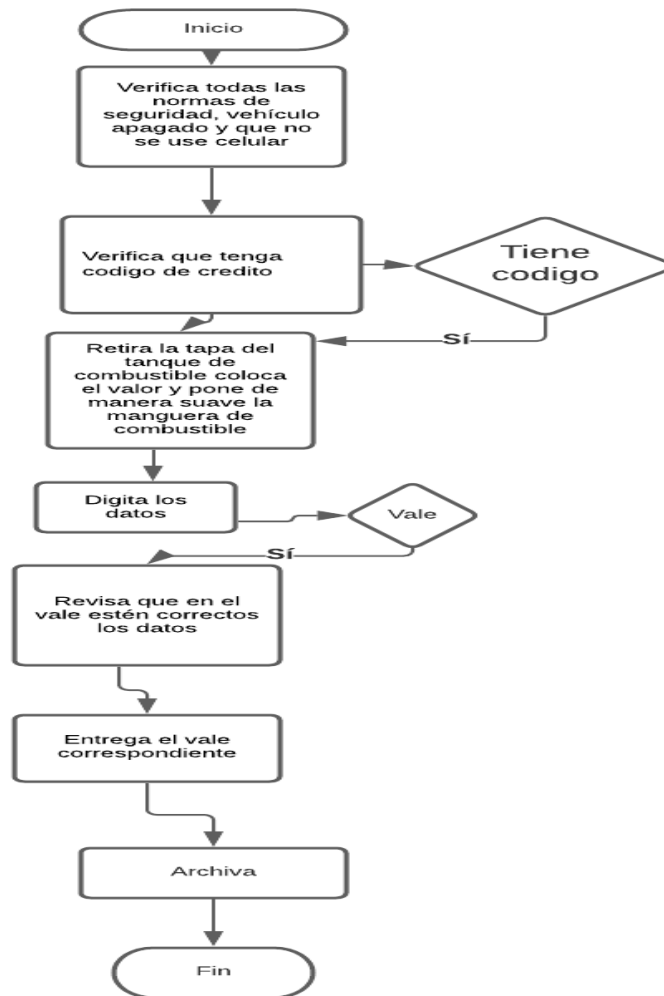 Inicio
Verifica todas las
normas de
seguridad, vehículo
apagado y que no
se use celular
Verifica que tenga
codigo de credito
Tiene
codigo
Sí
Retira la tapa del
tanque de
combustible coloca
el valor y pone de
manera suave la
manguera de
combustible
Digita los
datos
Vale
Sí
Revisa que en el
vale estén correctos
los datos
Entrega el vale
correspondiente
Archiva
Fin